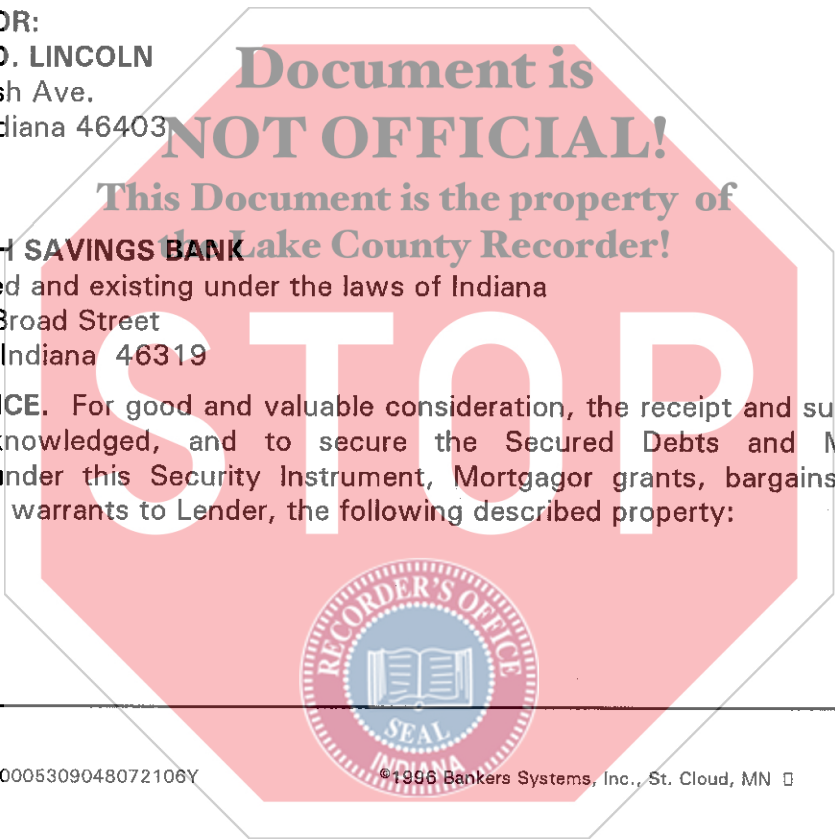 OR:
D. LINCOLN
sh Ave.
diana 46403
Document is
NOT OFFICIAL!
This Document is the property of
the Lake County Recorder!
H SAVINGS BANK
ed and existing under the laws of Indiana
Broad Street
Indiana 46319
STOP
CE. For good and valuable consideration, the receipt and su
knowledged, and to secure the Secured Debts and M
nder this Security Instrument, Mortgagor grants, bargains
warrants to Lender, the following described property:
RECORDER'S OFFICE
SEAL
INDIANA
0005309048072106Y
©1996 Bankers Systems, Inc., St. Cloud, MN